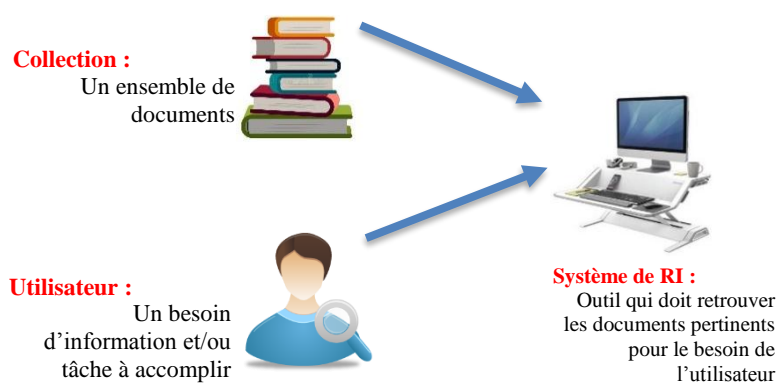 Collection :
Un ensemble de
documents
Utilisateur :
Un besoin
d’information et/ou
tâche à accomplir
Système de RI :
Outil qui doit retrouver
les documents pertinents
pour le besoin de
l’utilisateur